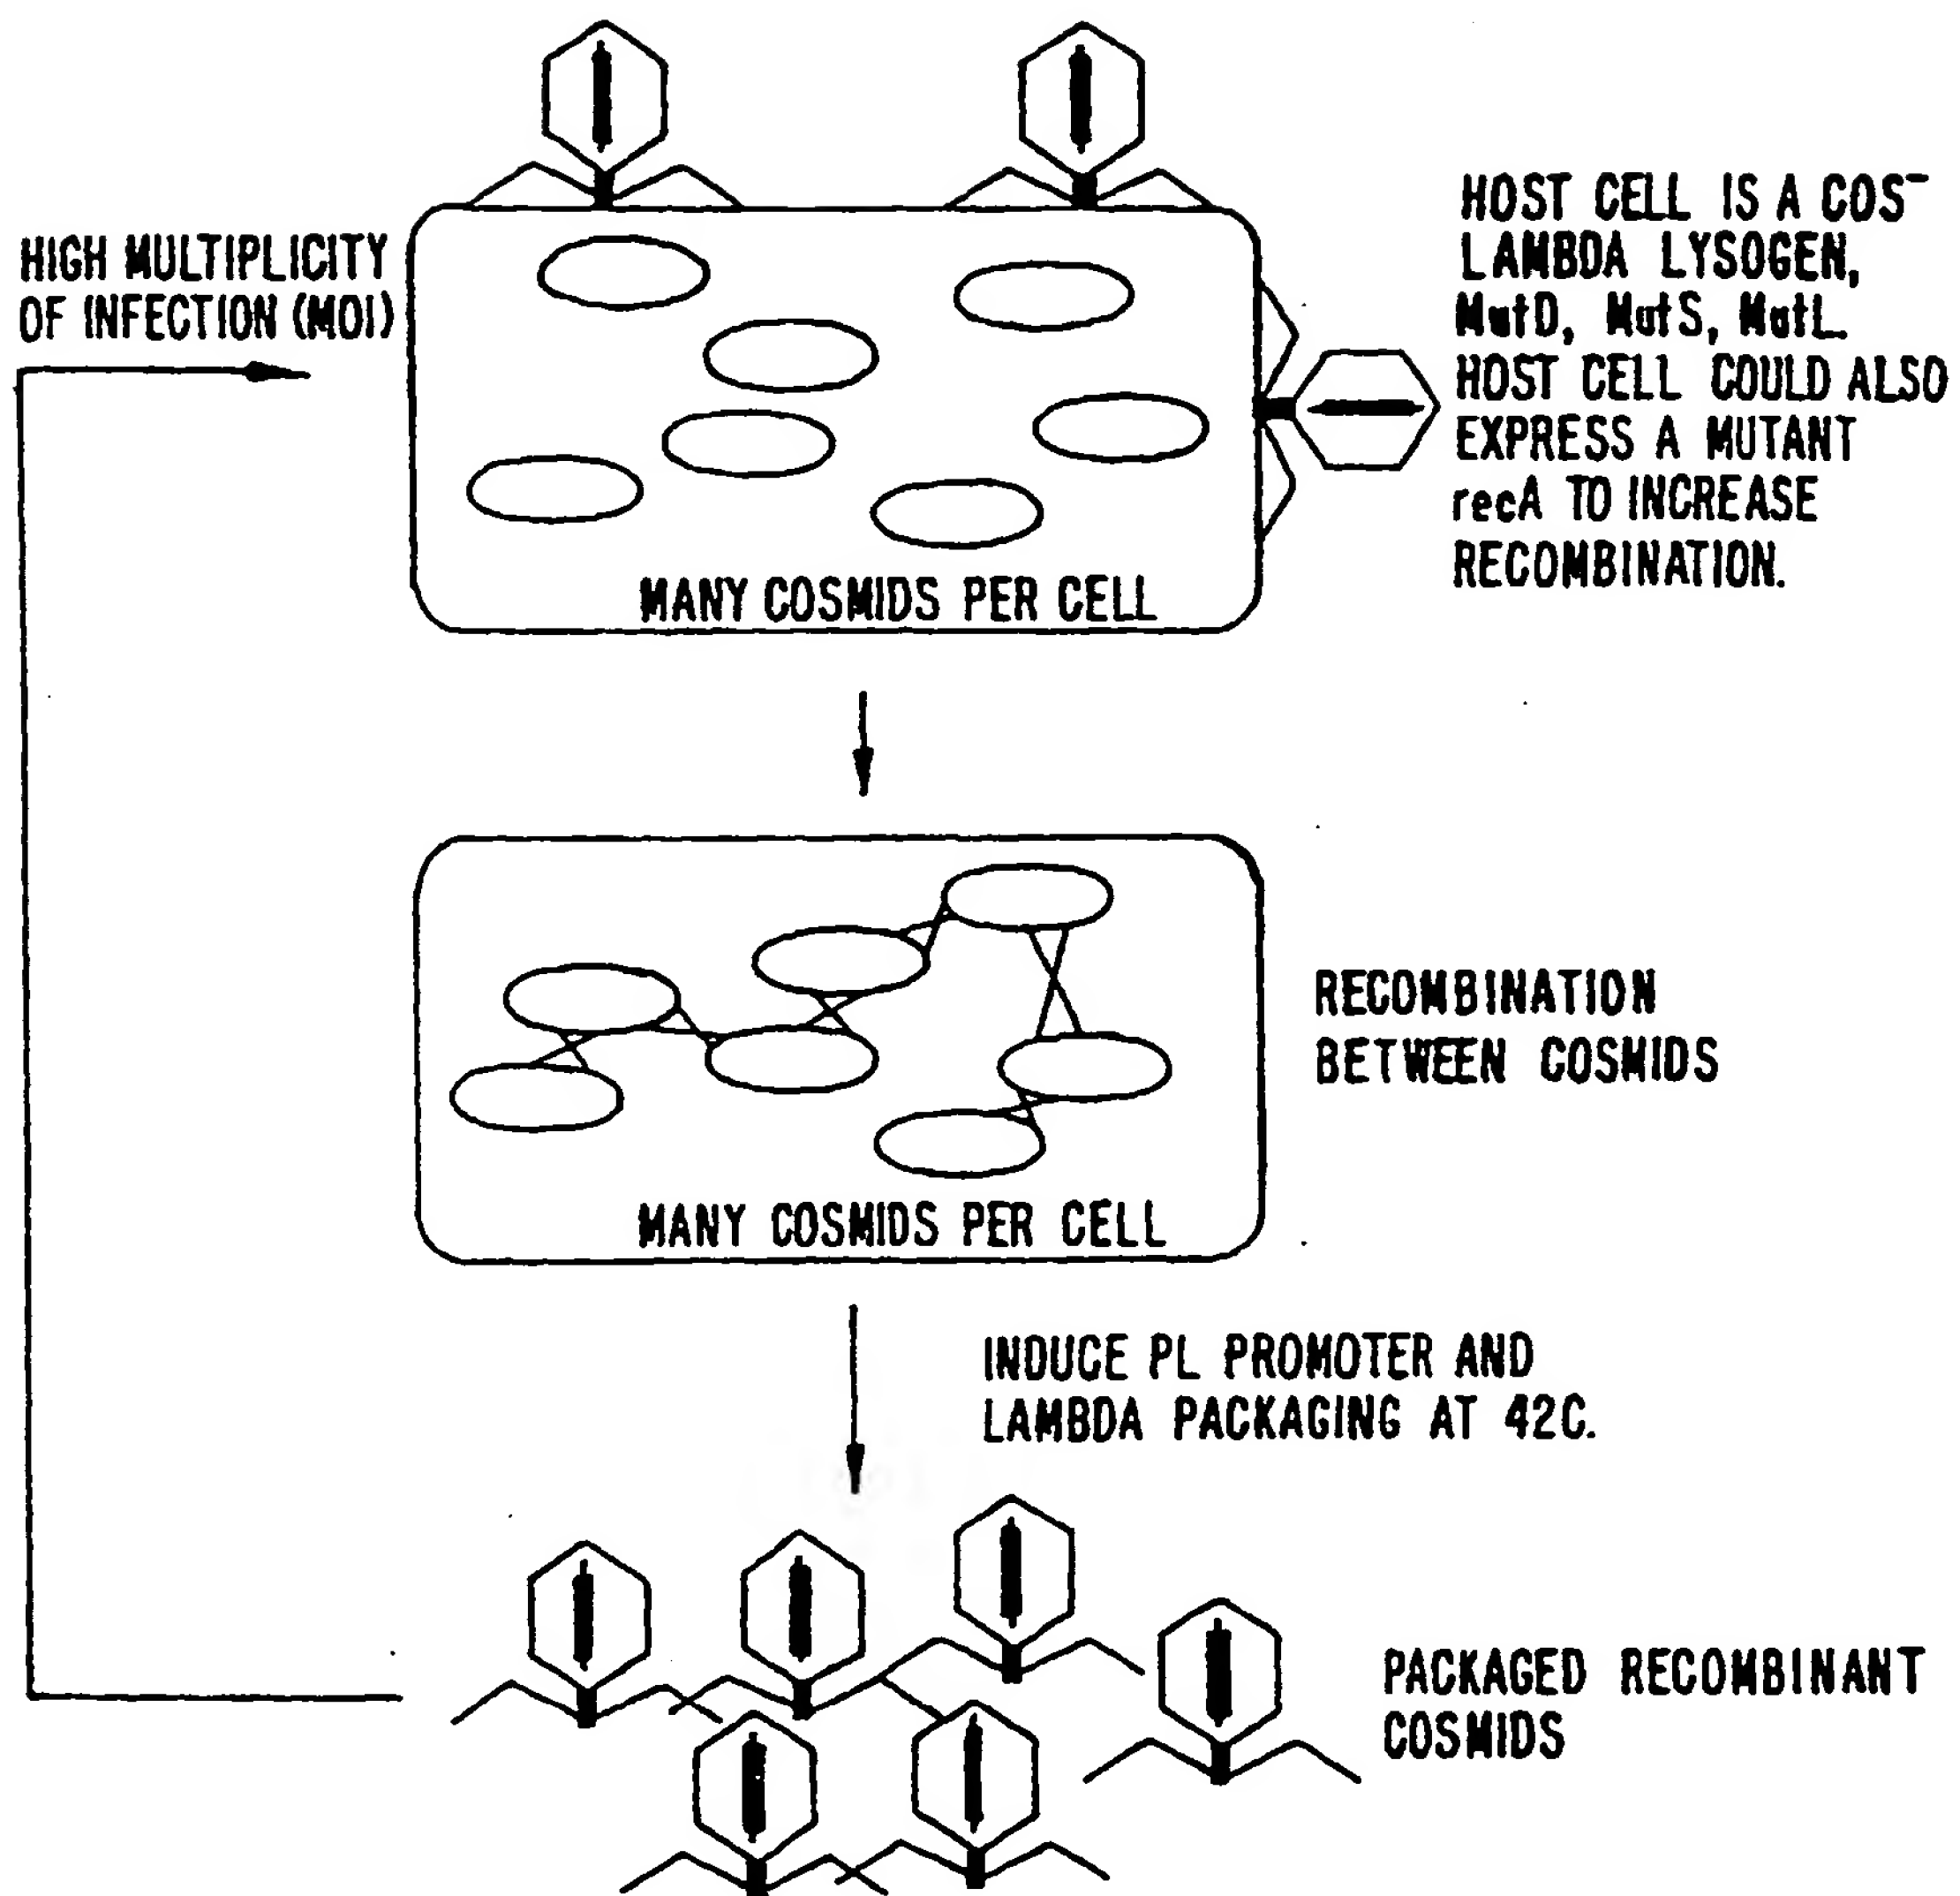 HIGH MULTIPLICITY
OF INFECTION (MOI)
HOST CELL IS A COS⁻
LAMBDA LYSOGEN,
MutD, MutS, MutL.
HOST CELL COULD ALSO
EXPRESS A MUTANT
recA TO INCREASE
RECOMBINATION.
MANY COSMIDS PER CELL
RECOMBINATION
BETWEEN COSMIDS
MANY COSMIDS PER CELL
INDUCE PL PROMOTER AND
LAMBDA PACKAGING AT 42C.
PACKAGED RECOMBINANT
COSMIDS